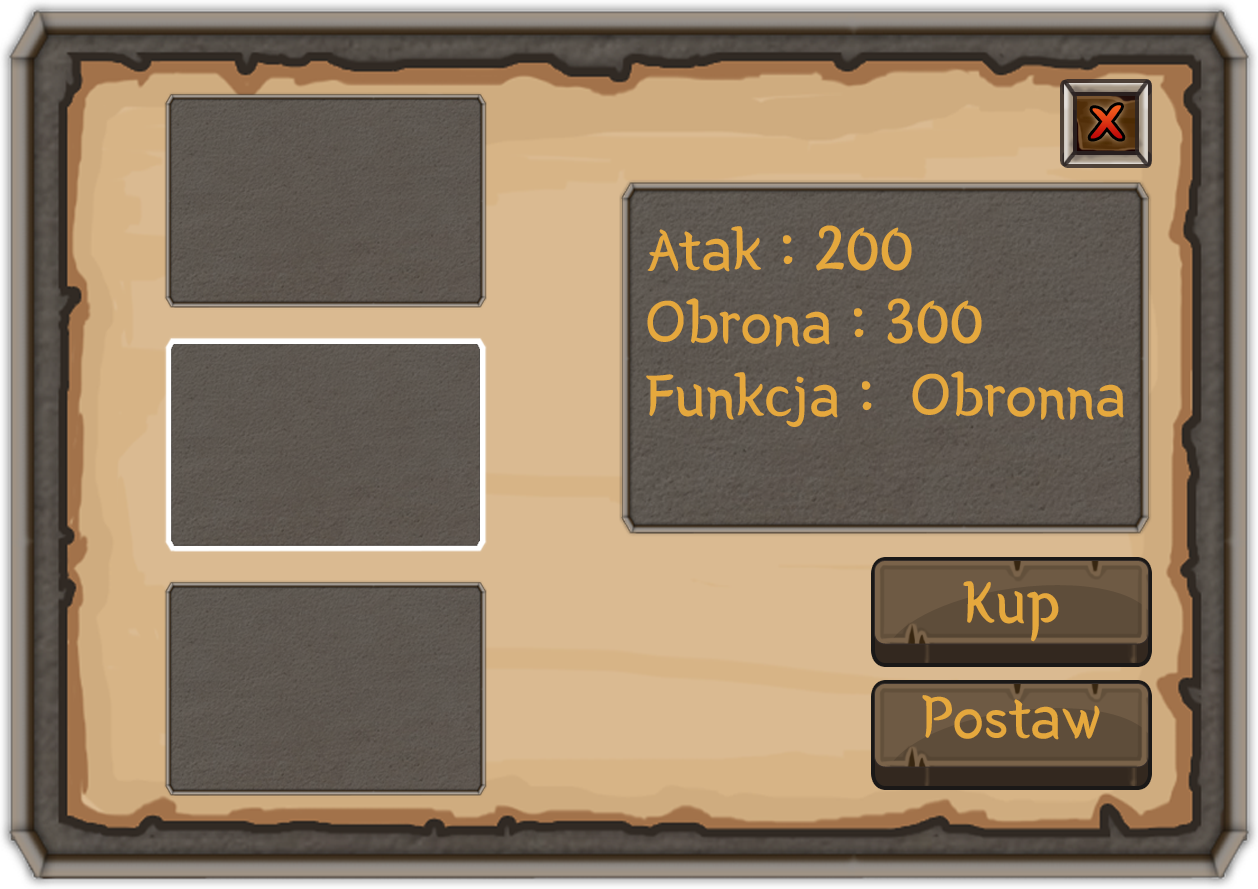 X
Atak : 200
Obrona : 300
Funkcja : Obronna
Kup
Postaw